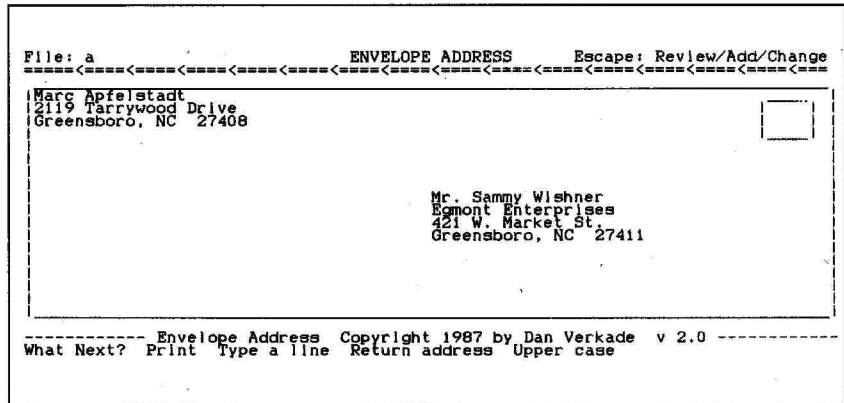 File: a ENVELOPE ADDRESS Escape: Review/Add/Change
=====<====<====<====<====<====<====<====<====<====<====<====<====<====<====<===
Marc Apfelstadt
2119 Tarrywood Drive
Greensboro, NC 27408
Mr. Sammy Wishner
Egmont Enterprises
421 W. Market St.
Greensboro, NC 27411
------------ Envelope Address Copyright 1987 by Dan Verkade v 2.0 ------------
What Next? Print Type a line Return address Upper case